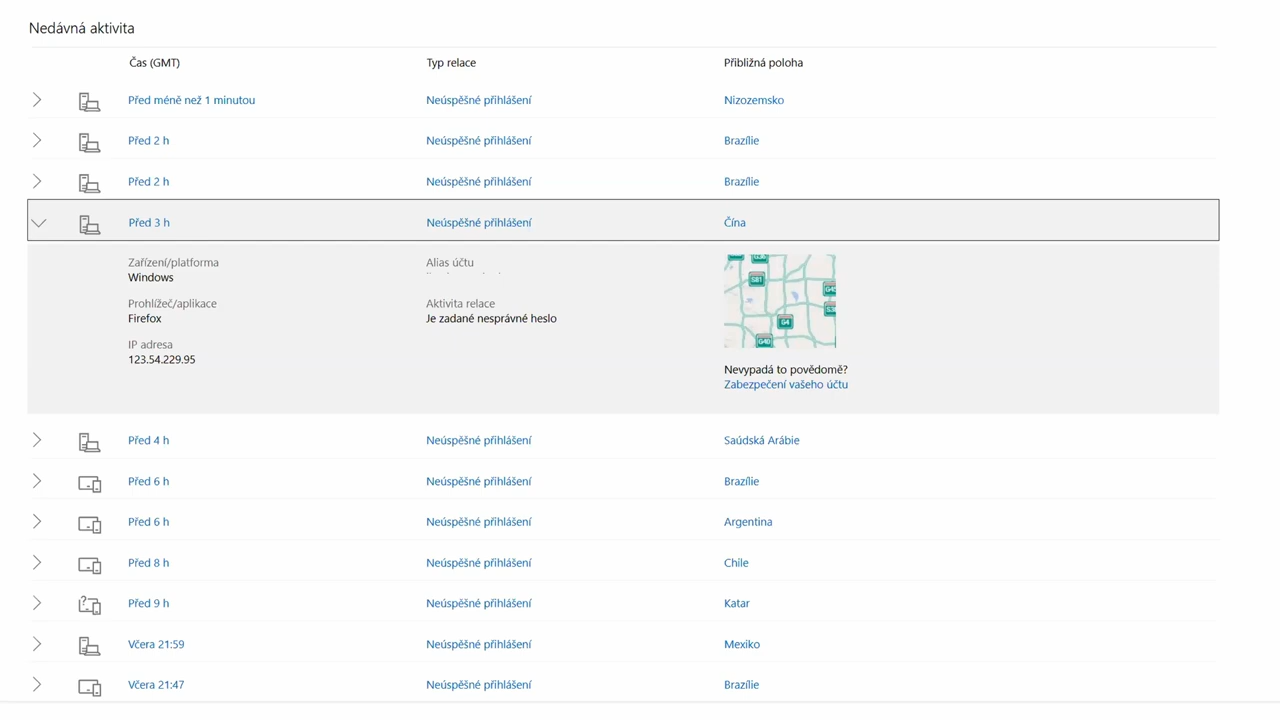 Nedávná aktivita
Čas (GMT) Typ relace Přibližná poloha
Před méně než 1 minutou Neúspěšné přihlášení Nizozemsko
Před 2 h Neúspěšné přihlášení Brazílie
Před 2 h Neúspěšné přihlášení Brazílie
Před 3 h Neúspěšné přihlášení Čína
Zařízení/platforma
Windows
Prohlížeč/aplikace
Firefox
IP adresa
123.54.229.95
Alias účtu
Aktivita relace
Je zadané nesprávné heslo
S81
G4
G40
Nevypadá to povědomě?
Zabezpečení vašeho účtu
Před 4 h Neúspěšné přihlášení Saúdská Arábie
Před 6 h Neúspěšné přihlášení Brazílie
Před 6 h Neúspěšné přihlášení Argentina
Před 8 h Neúspěšné přihlášení Chile
Před 9 h Neúspěšné přihlášení Katar
Včera 21:59 Neúspěšné přihlášení Mexiko
Včera 21:47 Neúspěšné přihlášení Brazílie